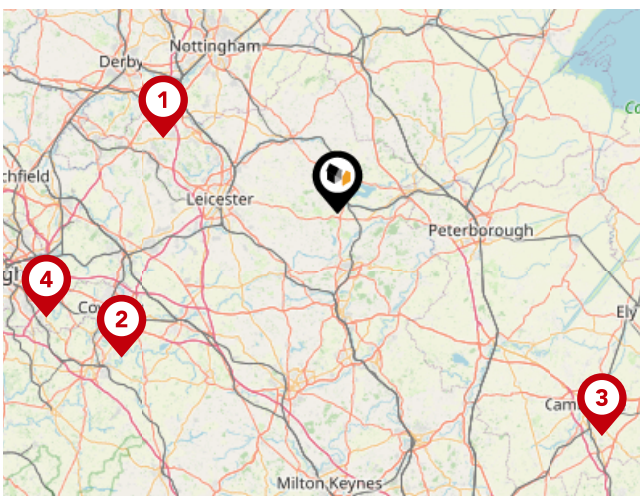 Nottingham
Derby
1
chfield
Leicester
Peterborough
4
Co
2
Ely
3
Cam
Milton Keynes